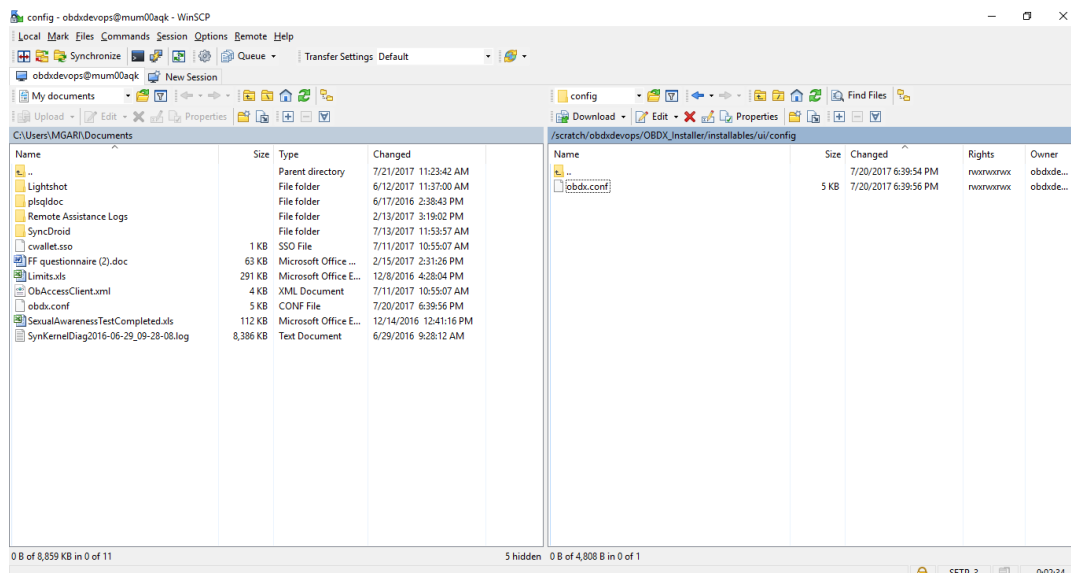 config - obdxdevops@mum00aqk - WinSCP
Local Mark Files Commands Session Options Remote Help
Synchronize Queue Transfer Settings Default
obdxdevops@mum00aqk New Session
My documents config Find Files
Upload Edit Properties Download Edit Properties
C:\Users\MGARI\Documents /scratch/obdxdevops/OBDX_Installer/installables/ui/config
Name Size Type Changed Name Size Changed Rights Owner
.. Parent directory 7/21/2017 11:23:42 AM .. 7/20/2017 6:39:54 PM rwxrwxrwx obdxde...
Lightshot File folder 6/12/2017 11:37:00 AM obdx.conf 5 KB 7/20/2017 6:39:56 PM rwxrwxrwx obdxde...
plsqldoc File folder 6/17/2016 2:38:43 PM
Remote Assistance Logs File folder 2/13/2017 3:19:02 PM
SyncDroid File folder 7/13/2017 11:53:57 AM
cwallet.sso 1 KB SSO File 7/11/2017 10:55:07 AM
FF questionnaire (2).doc 63 KB Microsoft Office ... 2/15/2017 2:31:26 PM
Limits.xls 291 KB Microsoft Office E... 12/8/2016 4:28:04 PM
ObAccessClient.xml 4 KB XML Document 7/11/2017 10:55:07 AM
obdx.conf 5 KB CONF File 7/20/2017 6:39:56 PM
SexualAwarenessTestCompleted.xls 112 KB Microsoft Office E... 12/14/2016 12:41:16 PM
SynKernelDiag2016-06-29_09-28-08.log 8,386 KB Text Document 6/29/2016 9:28:12 AM
0 B of 8,859 KB in 0 of 11 5 hidden 0 B of 4,808 B in 0 of 1
SFTP-3 0:02:34